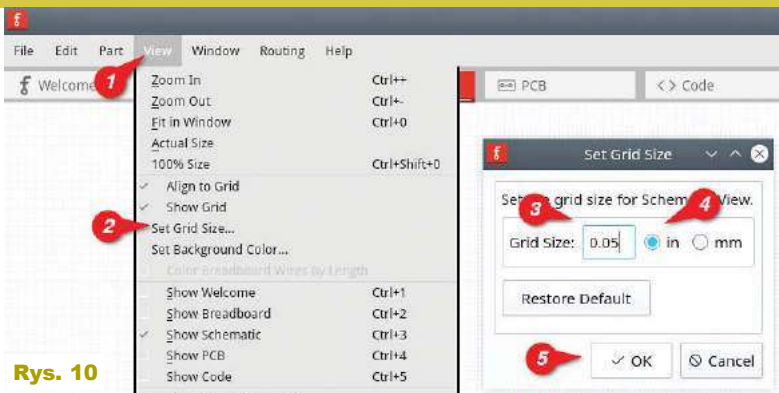 File Edit Part View Window Routing Help
Welcome
PCB
<> Code
1
Zoom In Ctrl++
Zoom Out Ctrl+-
Fit in Window Ctrl+0
Actual Size
100% Size Ctrl+Shift+0
Align to Grid
Show Grid
2
Set Grid Size...
Set Background Color...
Color Breadboard Wires by Length
Show Welcome Ctrl+1
Show Breadboard Ctrl+2
Show Schematic Ctrl+3
Show PCB Ctrl+4
Show Code Ctrl+5
Set Grid Size
grid size for View.
3
4
Grid Size: 0.05 in mm
Restore Default
5
OK Cancel
Rys. 10